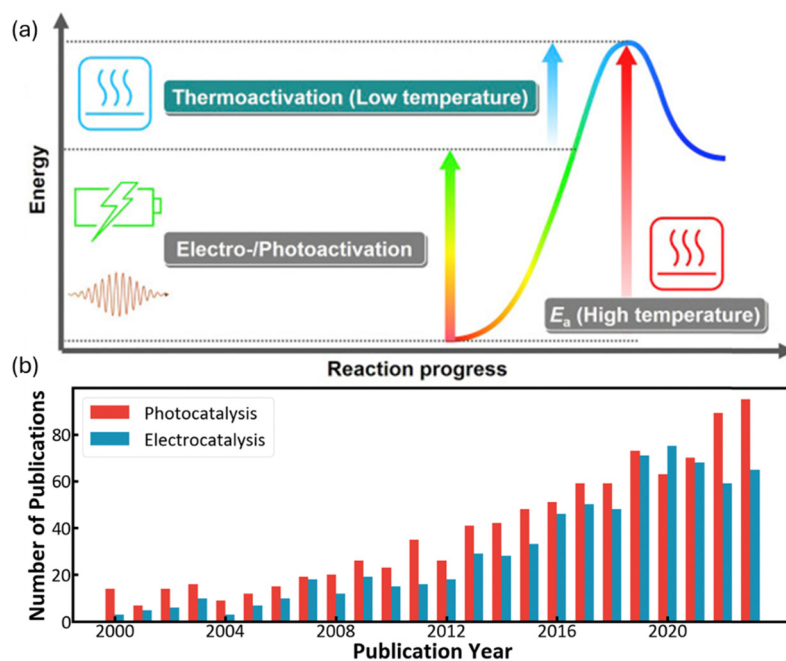 (a)
Energy
Thermoactivation (Low temperature)
Electro-/Photoactivation
Ea (High temperature)
Reaction progress
(b)
Number of Publications
80
60
40
20
0
Photocatalysis
Electrocatalysis
2000
2004
2008
2012
2016
2020
Publication Year